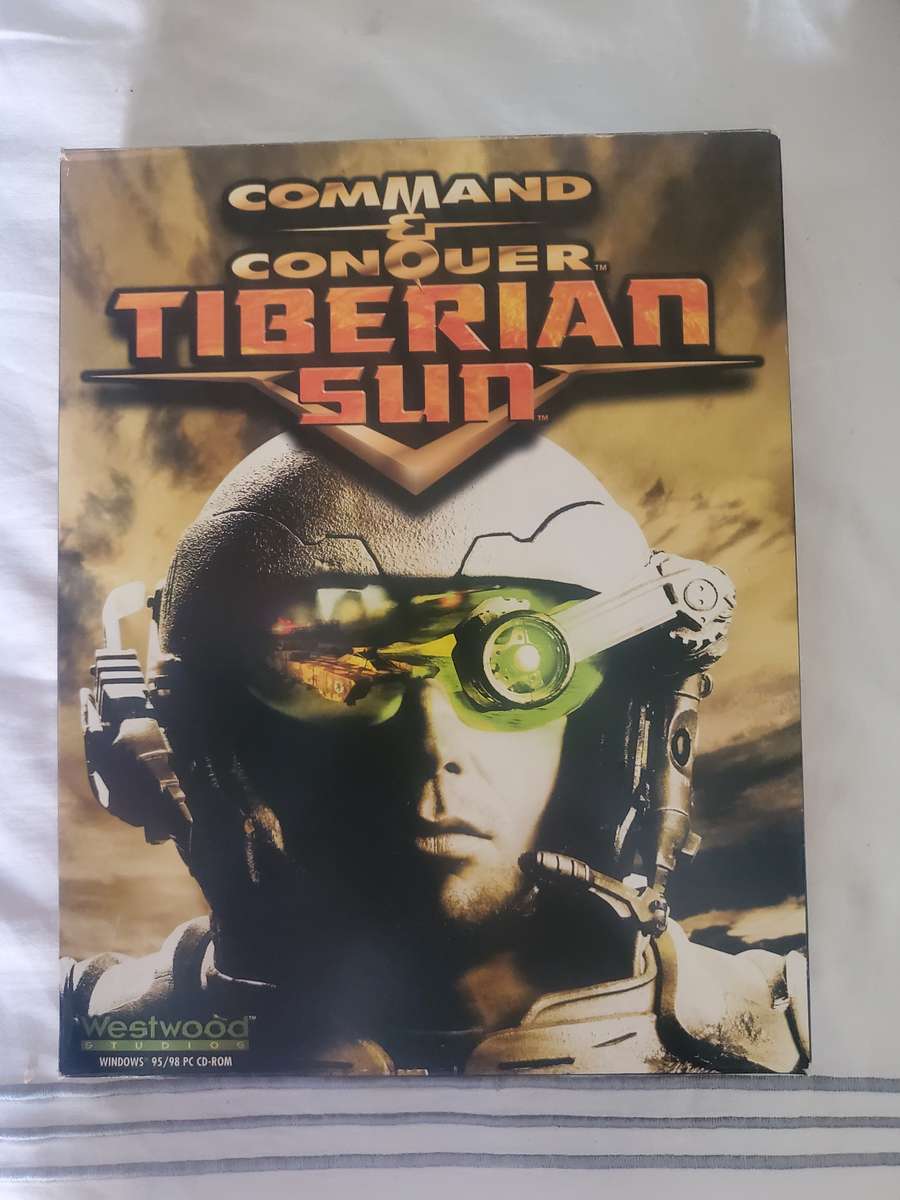 COMMAND
&
CONQUER™
TIBERIAN
SUN™
Westwood™
STUDIOS
WINDOWS® 95/98 PC CD-ROM